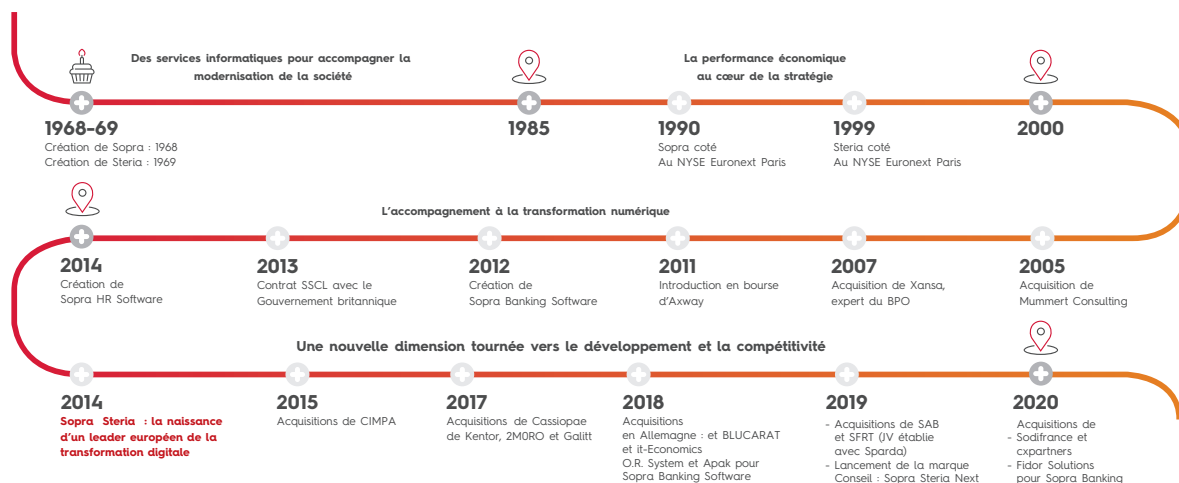 Des services informatiques pour accompagner la
modernisation de la société
La performance économique
au cœur de la stratégie
1968-69
Création de Sopra : 1968
Création de Steria : 1969
1985
1990
Sopra coté
Au NYSE Euronext Paris
1999
Steria coté
Au NYSE Euronext Paris
2000
L'accompagnement à la transformation numérique
2014
Création de
Sopra HR Software
2013
Contrat SSCL avec le
Gouvernement britannique
2012
Création de
Sopra Banking Software
2011
Introduction en bourse
d'Axway
2007
Acquisition de Xansa,
expert du BPO
2005
Acquisition de
Mummert Consulting
Une nouvelle dimension tournée vers le développement et la compétitivité
2014
Sopra Steria : la naissance
d'un leader européen de la
transformation digitale
2015
Acquisitions de CIMPA
2017
Acquisitions de Cassiopae
de Kentor, 2MORO et Galitt
2018
Acquisitions
en Allemagne : et BLUCARAT
et it-Economics
O.R. System et Apak pour
Sopra Banking Software
2019
- Acquisitions de SAB
et SFRT (JV établie
avec Sparda)
- Lancement de la marque
Conseil : Sopra Steria Next
2020
Acquisitions de
- Sodifrance et
cxpartners
- Fidor Solutions
pour Sopra Banking